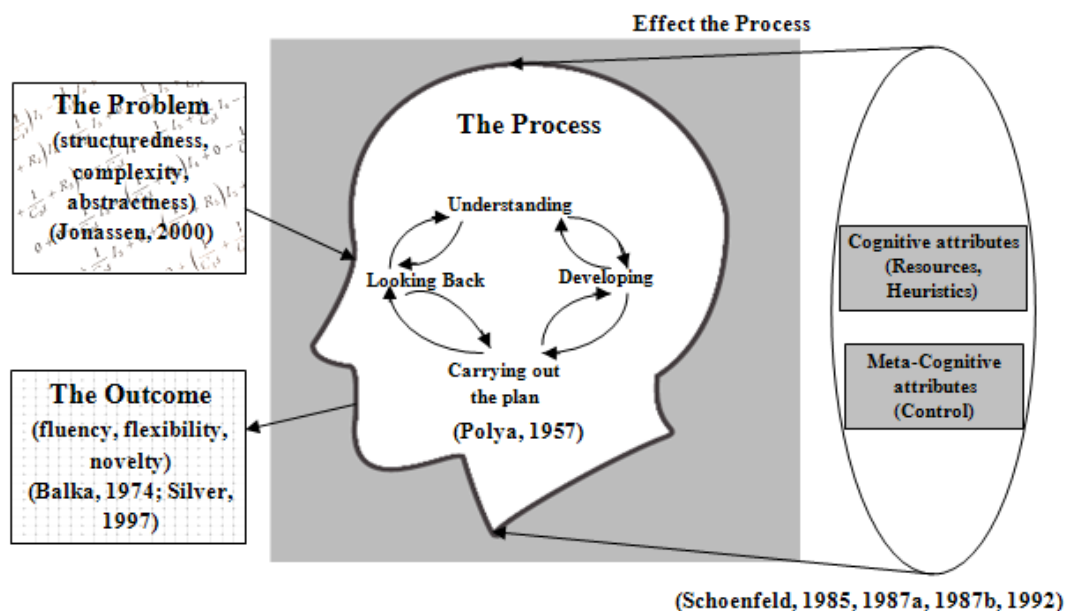 Effect the Process
The Problem
(structuredness,
complexity,
abstractness)
(Jonassen, 2000)
The Outcome
(fluency, flexibility,
novelty)
(Balka, 1974; Silver,
1997)
The Process
Understanding
Looking Back
Developing
Carrying out
the plan
(Polya, 1957)
Cognitive attributes
(Resources,
Heuristics)
Meta-Cognitive
attributes
(Control)
(Schoenfeld, 1985, 1987a, 1987b, 1992)